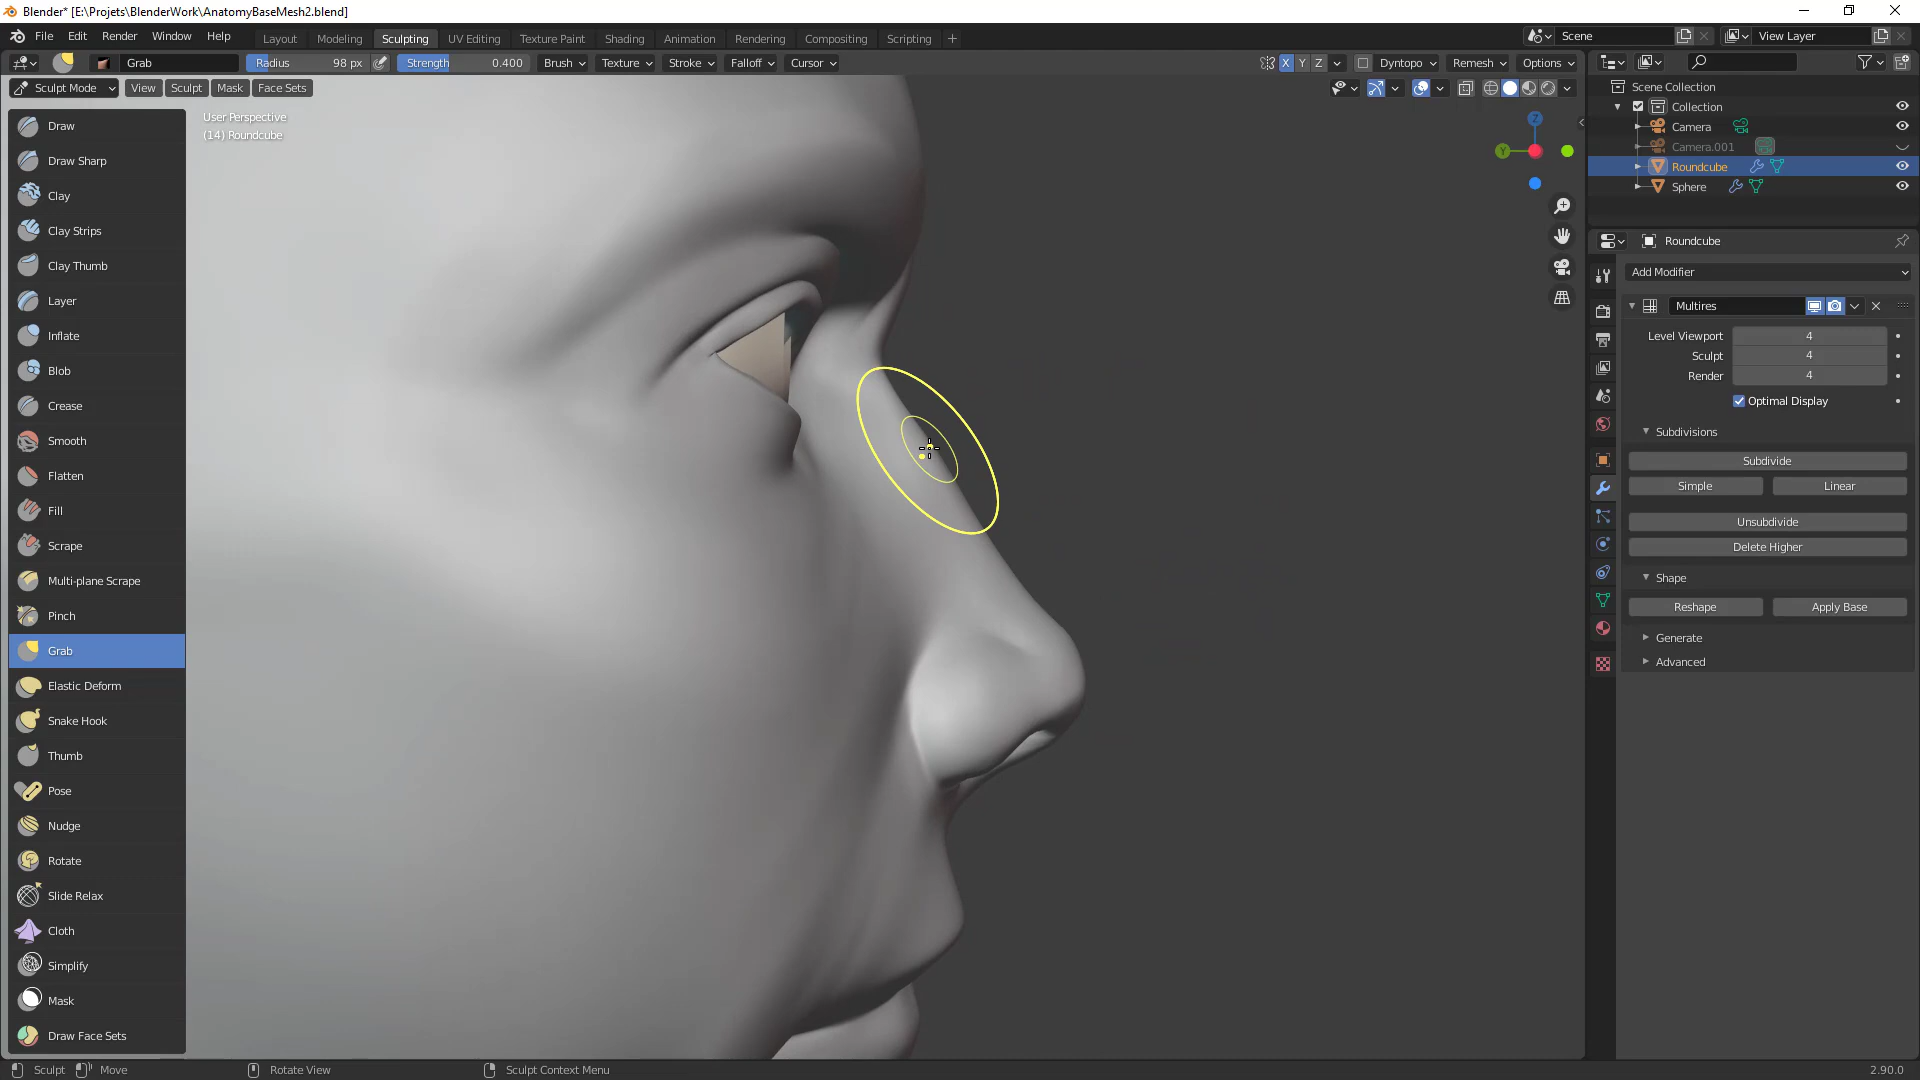 Blender* [E:\Projets\BlenderWork\AnatomyBaseMesh2.blend]
File Edit Render Window Help Layout Modeling Sculpting UV Editing Texture Paint Shading Animation Rendering Compositing Scripting + Scene View Layer
Grab Radius 98 px Strength 0.400 Brush Texture Stroke Falloff Cursor X Y Z Dyntopo Remesh Options
Sculpt Mode View Sculpt Mask Face Sets
User Perspective
(14) Roundcube
Draw
Draw Sharp
Clay
Clay Strips
Clay Thumb
Layer
Inflate
Blob
Crease
Smooth
Flatten
Fill
Scrape
Multi-plane Scrape
Pinch
Grab
Elastic Deform
Snake Hook
Thumb
Pose
Nudge
Rotate
Slide Relax
Cloth
Simplify
Mask
Draw Face Sets
Z
Y
Scene Collection
Collection
Camera
Camera.001
Roundcube
Sphere
Roundcube
Add Modifier
Multires
Level Viewport 4
Sculpt 4
Render 4
Optimal Display
Subdivisions
Subdivide
Simple Linear
Unsubdivide
Delete Higher
Shape
Reshape Apply Base
Generate
Advanced
Sculpt Move Rotate View Sculpt Context Menu 2.90.0